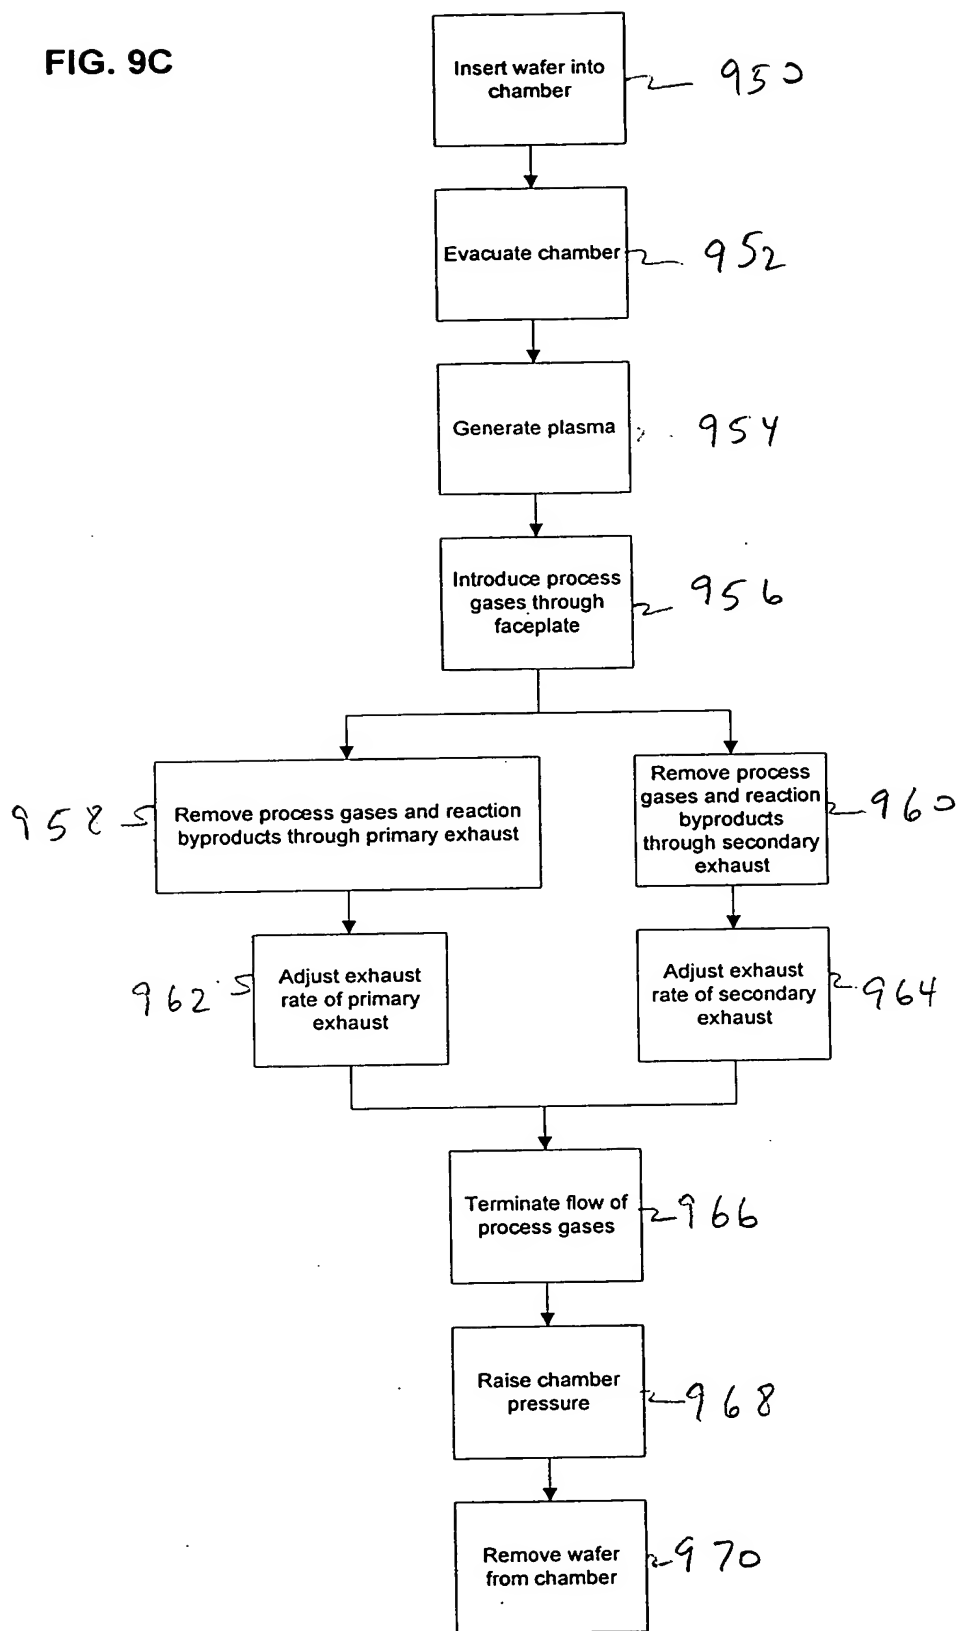 FIG. 9C
Insert wafer into
chamber
950
Evacuate chamber
952
Generate plasma
954
Introduce process
gases through
faceplate
956
958
Remove process gases and reaction
byproducts through primary exhaust
Remove process
gases and reaction
byproducts
through secondary
exhaust
960
962
Adjust exhaust
rate of primary
exhaust
Adjust exhaust
rate of secondary
exhaust
964
Terminate flow of
process gases
966
Raise chamber
pressure
968
Remove wafer
from chamber
970